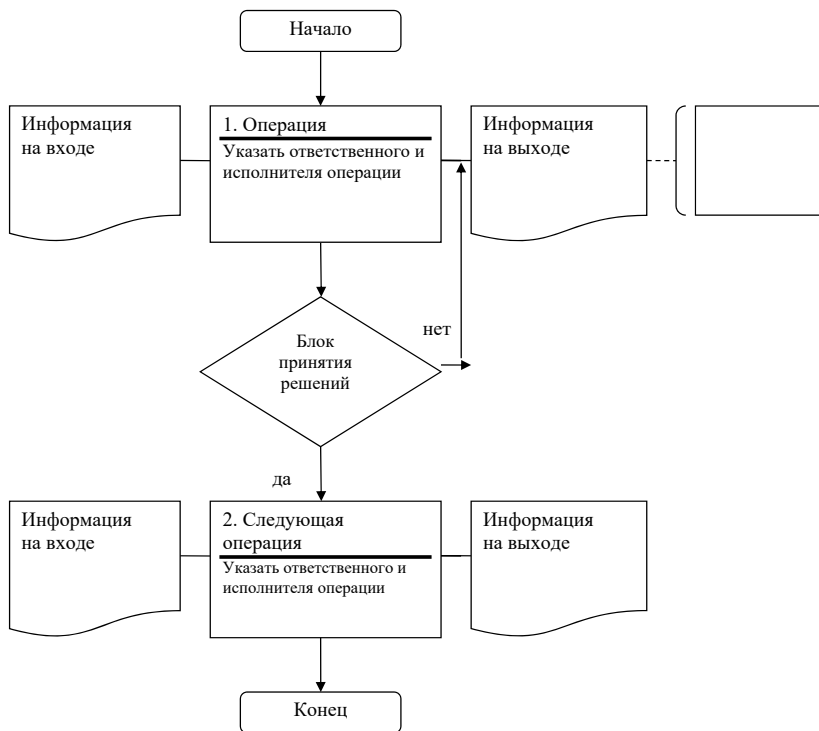 Начало
Информация
на входе
1. Операция
Указать ответственного и
исполнителя операции
Информация
на выходе
Блок
принятия
решений
нет
да
Информация
на входе
2. Следующая
операция
Указать ответственного и
исполнителя операции
Информация
на выходе
Конец